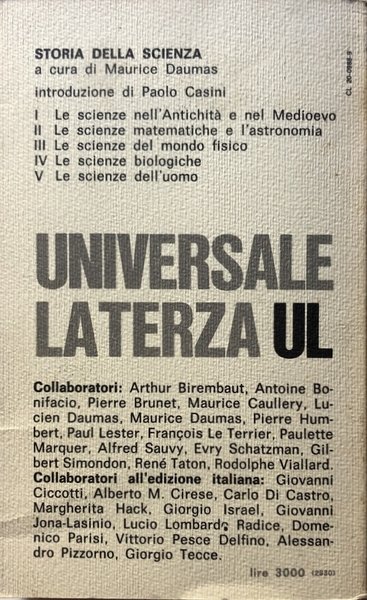 STORIA DELLA SCIENZA
a cura di Maurice Daumas
introduzione di Paolo Casini
I Le scienze nell'Antichità e nel Medioevo
II Le scienze matematiche e l'astronomia
III Le scienze del mondo fisico
IV Le scienze biologiche
V Le scienze dell'uomo
UNIVERSALE
LATERZA UL
Collaboratori: Arthur Birembaut, Antoine Bo-
nifacio, Pierre Brunet, Maurice Caullery, Lu-
cien Daumas, Maurice Daumas, Pierre Hum-
bert, Paul Lester, François Le Terrier, Paulette
Marquer, Alfred Sauvy, Evry Schatzman, Gil-
bert Simondon, René Taton, Rodolphe Viallard.
Collaboratori all'edizione italiana: Giovanni
Ciccotti, Alberto M. Cirese, Carlo Di Castro,
Margherita Hack, Giorgio Israel, Giovanni
Jona-Lasinio, Lucio Lombardo Radice, Dome-
nico Parisi, Vittorio Pesce Delfino, Alessan-
dro Pizzorno, Giorgio Tecce.
lire 3000 (2830)